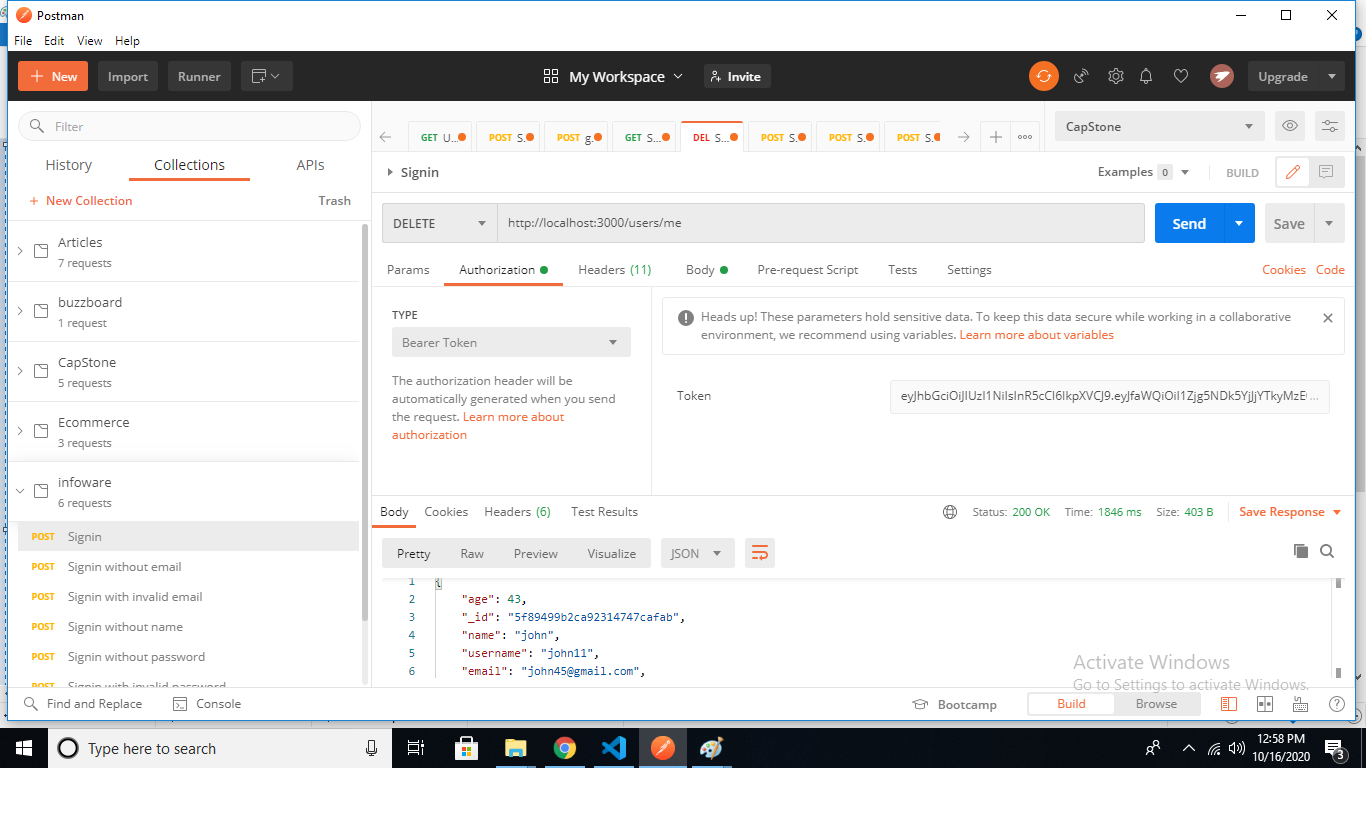 Postman
File Edit View Help
+ New Import Runner My Workspace Invite Upgrade
Filter
History Collections APIs
+ New Collection Trash
Articles
7 requests
buzzboard
1 request
CapStone
5 requests
Ecommerce
3 requests
infoware
6 requests
POST Signin
POST Signin without email
POST Signin with invalid email
POST Signin without name
POST Signin without password
POST Signin with invalid password
GET U... POST S. POST g. GET S... DEL S... POST S. POST S. POST S.
CapStone
Signin
Examples 0 BUILD
DELETE http://localhost:3000/users/me Send Save
Params Authorization Headers (11) Body Pre-request Script Tests Settings Cookies Code
TYPE
Bearer Token
The authorization header will be
automatically generated when you send
the request. Learn more about
authorization
Heads up! These parameters hold sensitive data. To keep this data secure while working in a collaborative
environment, we recommend using variables. Learn more about variables
Token
Body Cookies Headers (6) Test Results Status: 200 OK Time: 1846 ms Size: 403 B Save Response
Pretty Raw Preview Visualize JSON
1 {
2 "age": 43,
3 "_id": "5f89499b2ca92314747cafab",
4 "name": "john",
5 "username": "john11",
6 "email": "john45@gmail.com",
Activate Windows
Go to Settings to activate Windows.
Find and Replace Console Bootcamp Build Browse
Type here to search
12:58 PM
10/16/2020
3